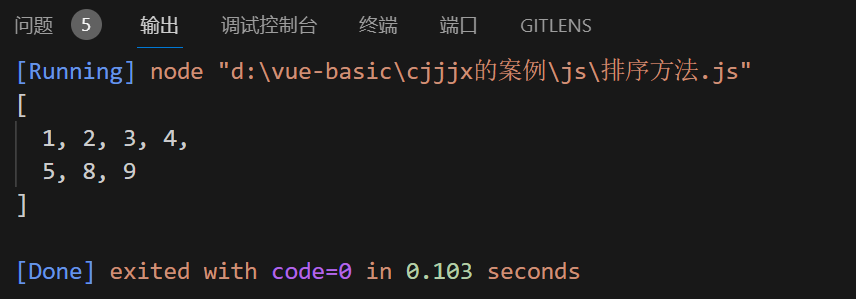 问题 5 输出 调试控制台 终端 端口 GITLENS
[Running] node "d:\vue-basic\cjjjx的案例\js\排序方法.js"
[
1, 2, 3, 4,
5, 8, 9
]
[Done] exited with code=0 in 0.103 seconds